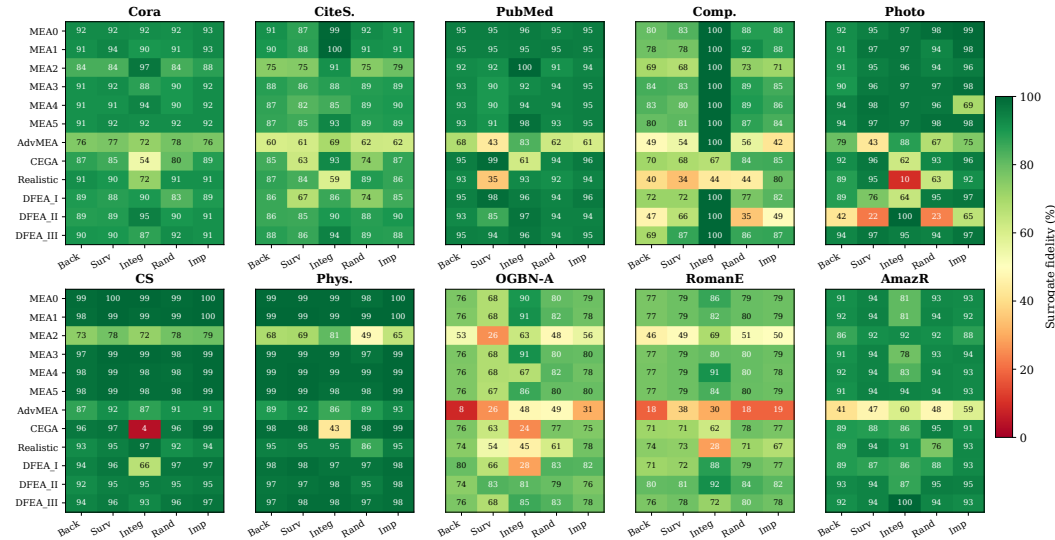 Cora CiteS. PubMed Comp. Photo
MEA0 92 92 92 92 93 91 87 99 92 91 95 95 96 95 95 80 83 100 88 88 92 95 97 98 99
MEA1 91 94 90 91 93 90 88 100 91 91 95 95 95 95 95 78 78 100 92 88 91 97 97 94 98
MEA2 84 84 97 84 88 75 75 91 75 79 92 92 100 91 94 69 68 100 73 71 91 95 95 91 94
MEA3 91 92 88 90 92 88 86 88 89 89 93 90 94 94 95 84 83 100 89 85 90 96 97 97 98
MEA4 91 91 94 90 92 87 82 85 89 90 93 90 94 94 95 83 80 100 89 86 94 98 97 96 69
MEA5 92 92 92 92 92 87 85 93 89 89 94 91 98 93 95 80 81 100 87 84 94 97 97 98 98
AdvMEA 76 77 72 78 76 60 61 69 62 62 68 43 83 62 61 49 54 100 56 42 79 43 88 67 75
CEGA 87 85 54 80 89 85 63 93 74 87 95 99 61 94 96 70 68 67 84 84 92 96 62 93 96
Realistic 91 90 72 91 91 87 84 59 89 86 93 35 93 93 94 40 34 44 44 80 89 95 10 63 92
DFEA_I 88 90 90 83 89 86 67 86 74 85 95 98 96 94 96 72 72 100 77 82 89 76 64 95 97
DFEA_II 89 89 95 90 91 86 85 90 88 90 93 85 97 94 96 47 66 100 35 49 42 22 100 23 65
DFEA_III 90 90 87 92 91 88 86 94 89 88 95 94 96 94 95 69 87 100 87 86 94 97 95 94 97
Back Surv Integ Rand Imp Back Surv Integ Rand Imp Back Surv Integ Rand Imp Back Surv Integ Rand Imp Back Surv Integ Rand Imp
CS Phys. OGBN-A RomanE AmazR
MEA0 99 100 99 99 100 99 99 99 98 100 76 68 90 79 79 77 79 86 79 79 91 94 81 93 93
MEA1 98 99 99 99 100 99 99 99 99 100 76 68 91 82 78 77 79 82 80 79 92 94 81 94 92
MEA2 73 78 72 78 79 68 69 81 49 65 53 26 63 48 56 46 49 69 51 50 86 92 92 92 88
MEA3 97 99 99 98 99 99 99 99 97 99 76 68 91 80 80 77 79 80 80 79 91 94 78 93 94
MEA4 98 99 99 98 99 99 99 99 99 99 76 68 67 82 78 77 79 91 80 78 92 94 83 94 93
MEA5 98 99 99 98 99 99 99 99 98 99 78 67 86 80 80 77 79 84 80 79 91 94 94 94 93
AdvMEA 87 92 87 91 91 89 92 86 89 93 8 26 48 49 31 18 38 30 18 19 41 47 60 48 59
CEGA 96 97 4 96 99 98 98 43 98 99 76 63 24 77 75 71 71 62 78 77 89 88 86 95 91
Realistic 93 95 97 92 94 95 95 95 86 95 74 54 45 61 78 74 73 28 71 67 89 94 91 76 93
DFEA_I 94 96 66 97 97 98 98 97 97 98 80 66 28 83 82 71 72 88 79 77 89 87 86 88 93
DFEA_II 92 95 95 95 95 97 98 98 97 98 74 83 81 79 76 80 81 92 84 82 94 94 87 95 95
DFEA_III 94 96 93 96 97 97 98 98 97 98 76 68 85 83 78 76 78 72 80 78 92 94 100 94 93
Back Surv Integ Rand Imp Back Surv Integ Rand Imp Back Surv Integ Rand Imp Back Surv Integ Rand Imp Back Surv Integ Rand Imp
100
80
60
40
20
0
Surrogate fidelity (%)